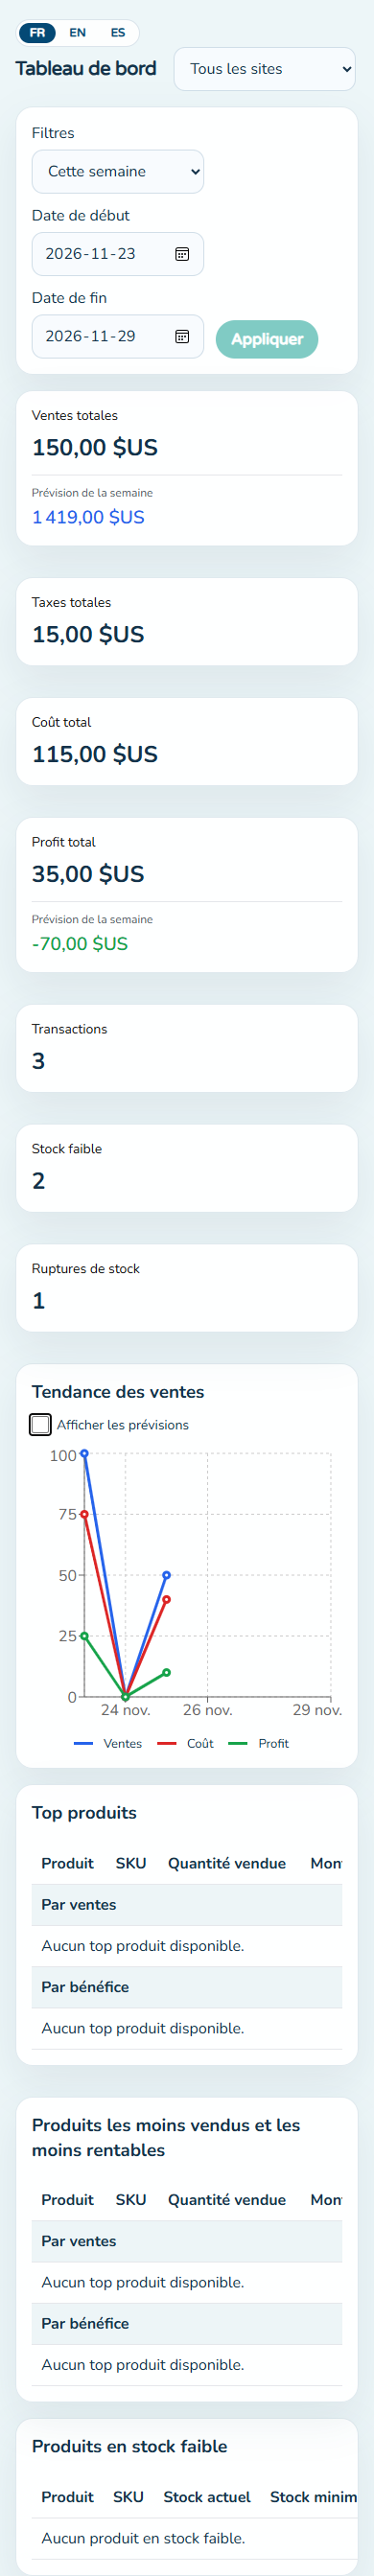 FR EN ES
Tableau de bord Tous les sites
Filtres
Cette semaine
Date de début
2026-11-23
Date de fin
2026-11-29 Appliquer
Ventes totales
150,00 $US
Prévision de la semaine
1 419,00 $US
Taxes totales
15,00 $US
Coût total
115,00 $US
Profit total
35,00 $US
Prévision de la semaine
-70,00 $US
Transactions
3
Stock faible
2
Ruptures de stock
1
Tendance des ventes
Afficher les prévisions
100
75
50
25
0
24 nov. 26 nov. 29 nov.
Ventes Coût Profit
Top produits
Produit SKU Quantité vendue
Par ventes
Aucun top produit disponible.
Par bénéfice
Aucun top produit disponible.
Produits les moins vendus et les
moins rentables
Produit SKU Quantité vendue
Par ventes
Aucun top produit disponible.
Par bénéfice
Aucun top produit disponible.
Produits en stock faible
Produit SKU Stock actuel Stock minim
Aucun produit en stock faible.